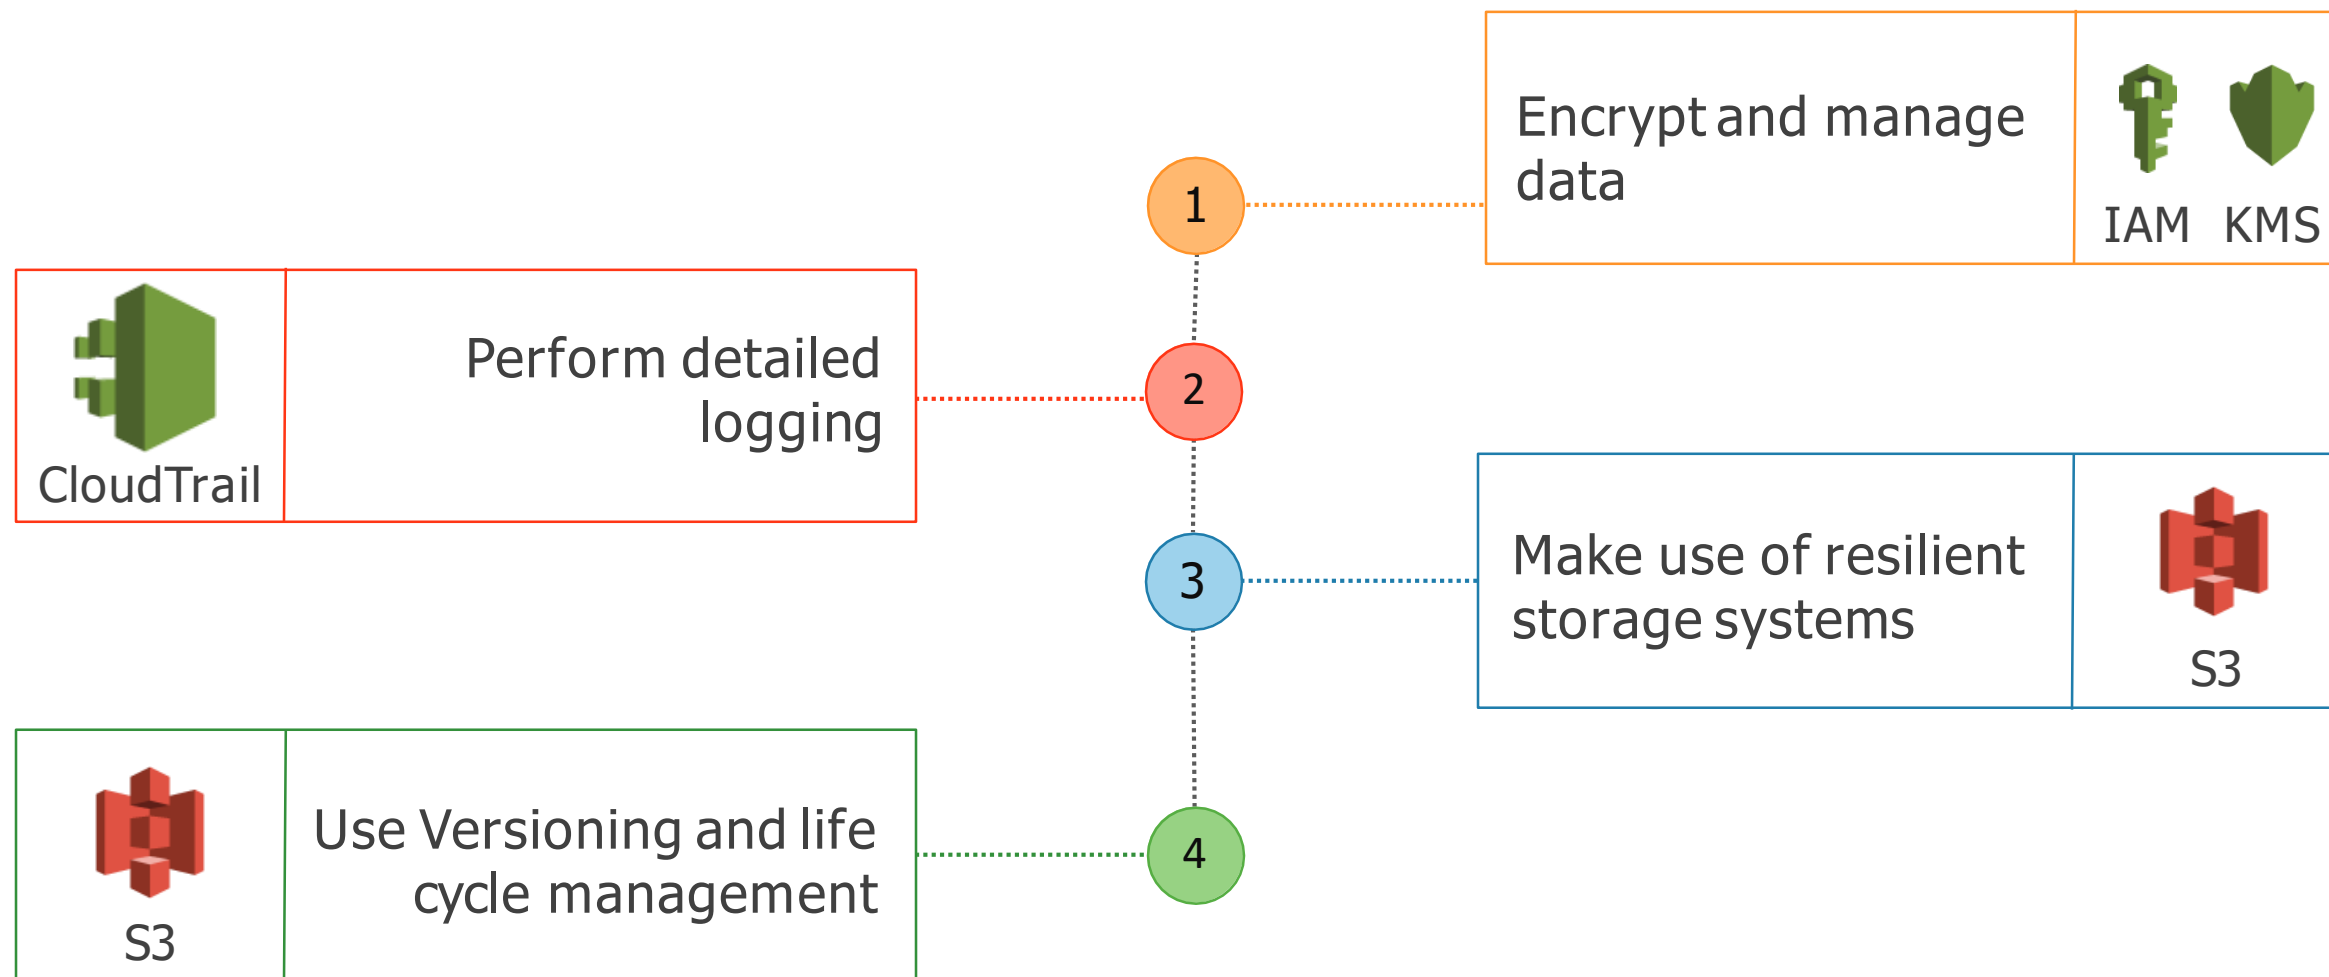 1
Encrypt and manage
data
IAM KMS
2
Perform detailed
logging
CloudTrail
3
Make use of resilient
storage systems
S3
4
Use Versioning and life
cycle management
S3